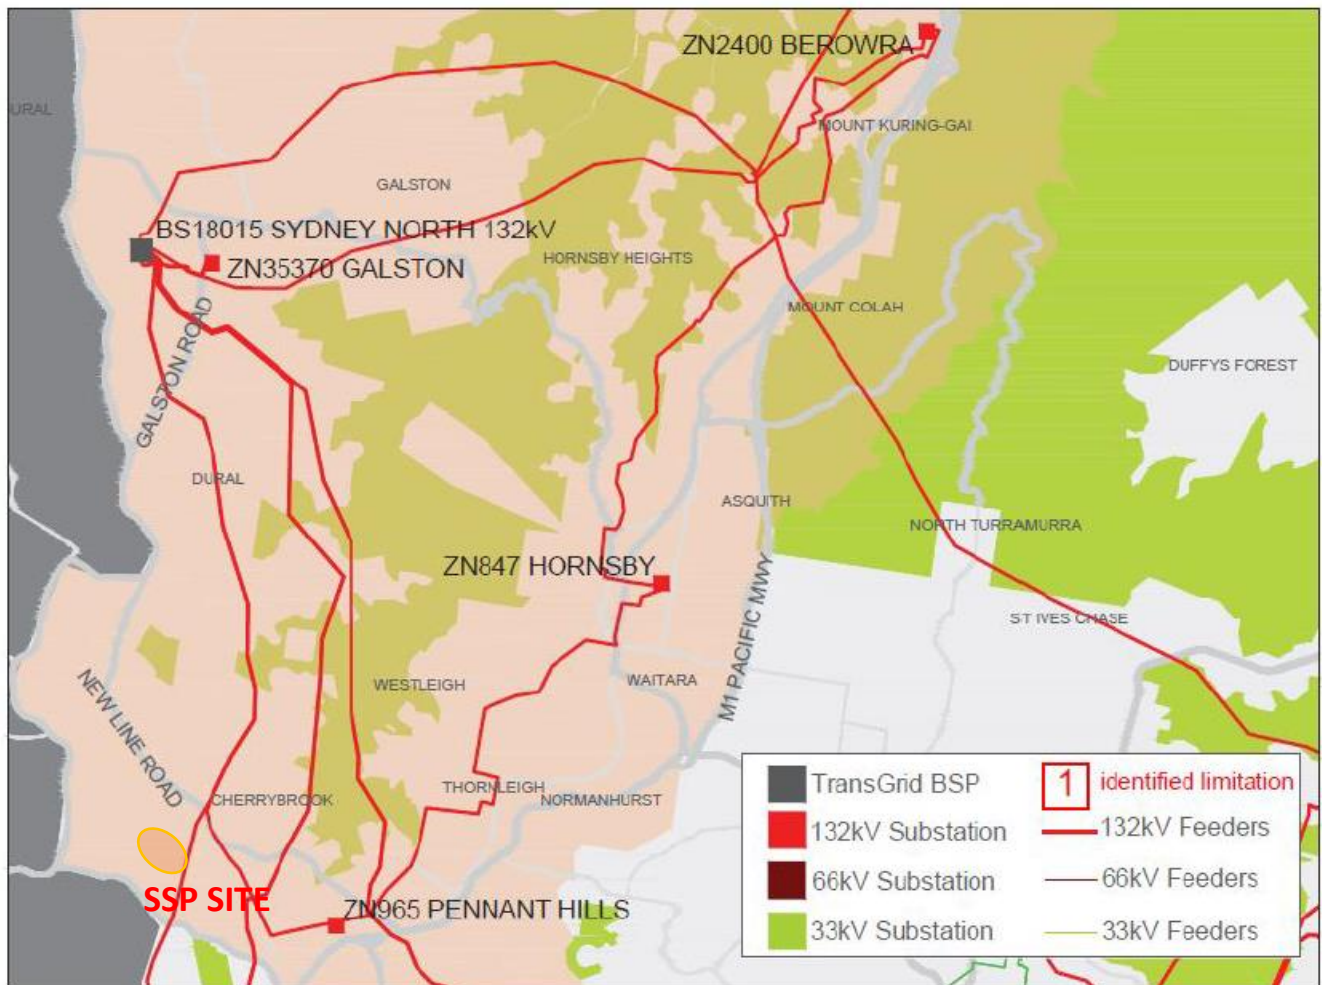 ZN2400 BEROWRA
MOUNT KURING-GAI
GALSTON
BS18015 SYDNEY NORTH 132kV
ZN35370 GALSTON
HORNSBY HEIGHTS
MOUNT COLAH
DUFFYS FOREST
GALSTON ROAD
DURAL
ASQUITH
NORTH TURRAMURRA
ZN847 HORNSBY
ST IVES CHASE
M1 PACIFIC MWY
WESTLEIGH
WAITARA
NEW LINE ROAD
THORNLEIGH
NORMANHURST
CHERRYBROOK
SSP SITE
ZN965 PENNANT HILLS
TransGrid BSP
1 identified limitation
132kV Substation
132kV Feeders
66kV Substation
66kV Feeders
33kV Substation
33kV Feeders